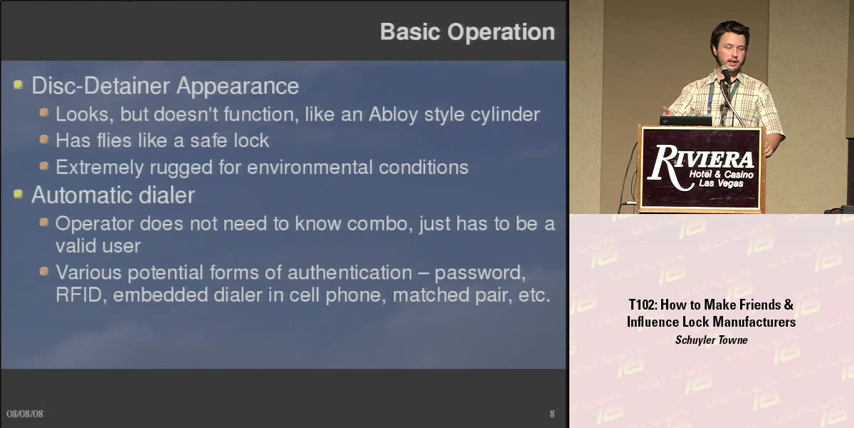 Basic Operation
Disc-Detainer Appearance
Looks, but doesn't function, like an Abloy style cylinder
Has flies like a safe lock
Extremely rugged for environmental conditions
Automatic dialer
Operator does not need to know combo, just has to be a
valid user
Various potential forms of authentication – password,
RFID, embedded dialer in cell phone, matched pair, etc.
08/08/08
8
RIVIERA
Hotel & Casino
Las Vegas
T102: How to Make Friends &
Influence Lock Manufacturers
Schuyler Towne